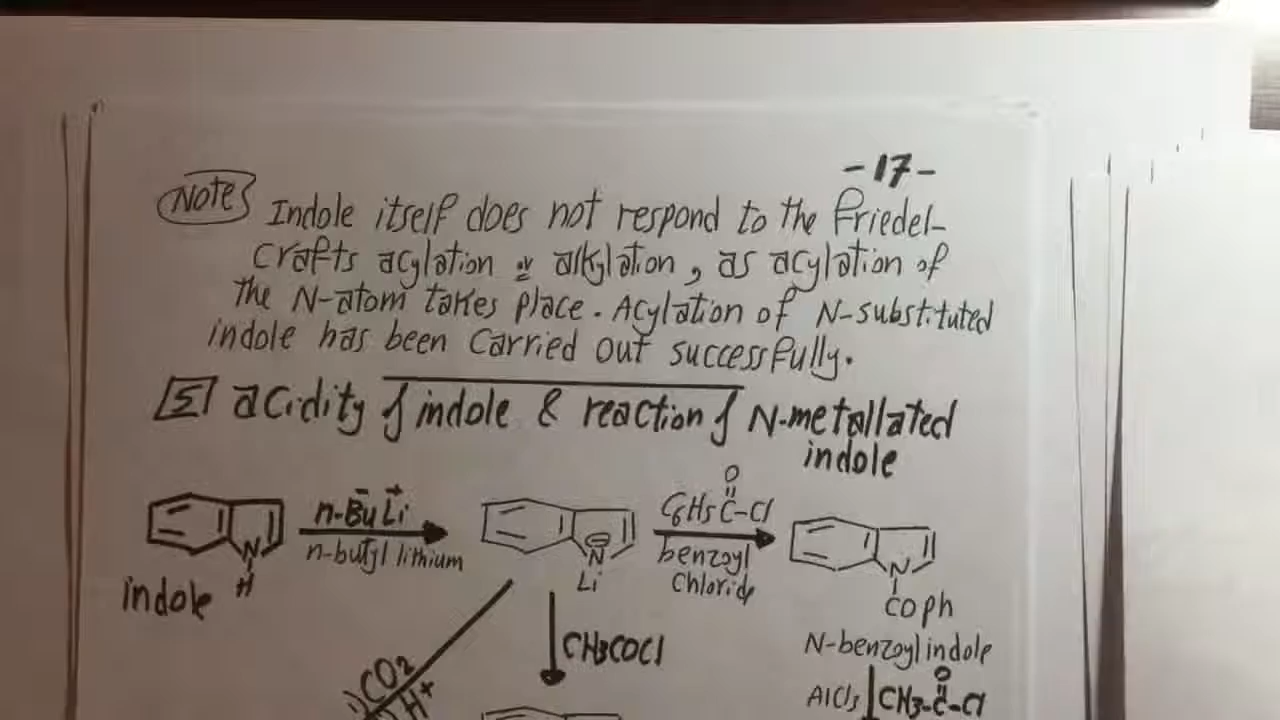 -17-
Note Indole itself does not respond to the Friedel-
Crafts acylation or alkylation, as acylation of
the N-atom takes place. Acylation of N-substituted
indole has been carried out successfully.
5 acidity of indole & reaction of N-metallated
indole
n-BuLi
n-butyl lithium
N
H
indole
N
Li
O
C6H5C-Cl
benzoyl
chloride
N
coph
N-benzoylindole
CO2
H+
CH3COCl
AlCl3
O
CH3-C-Cl